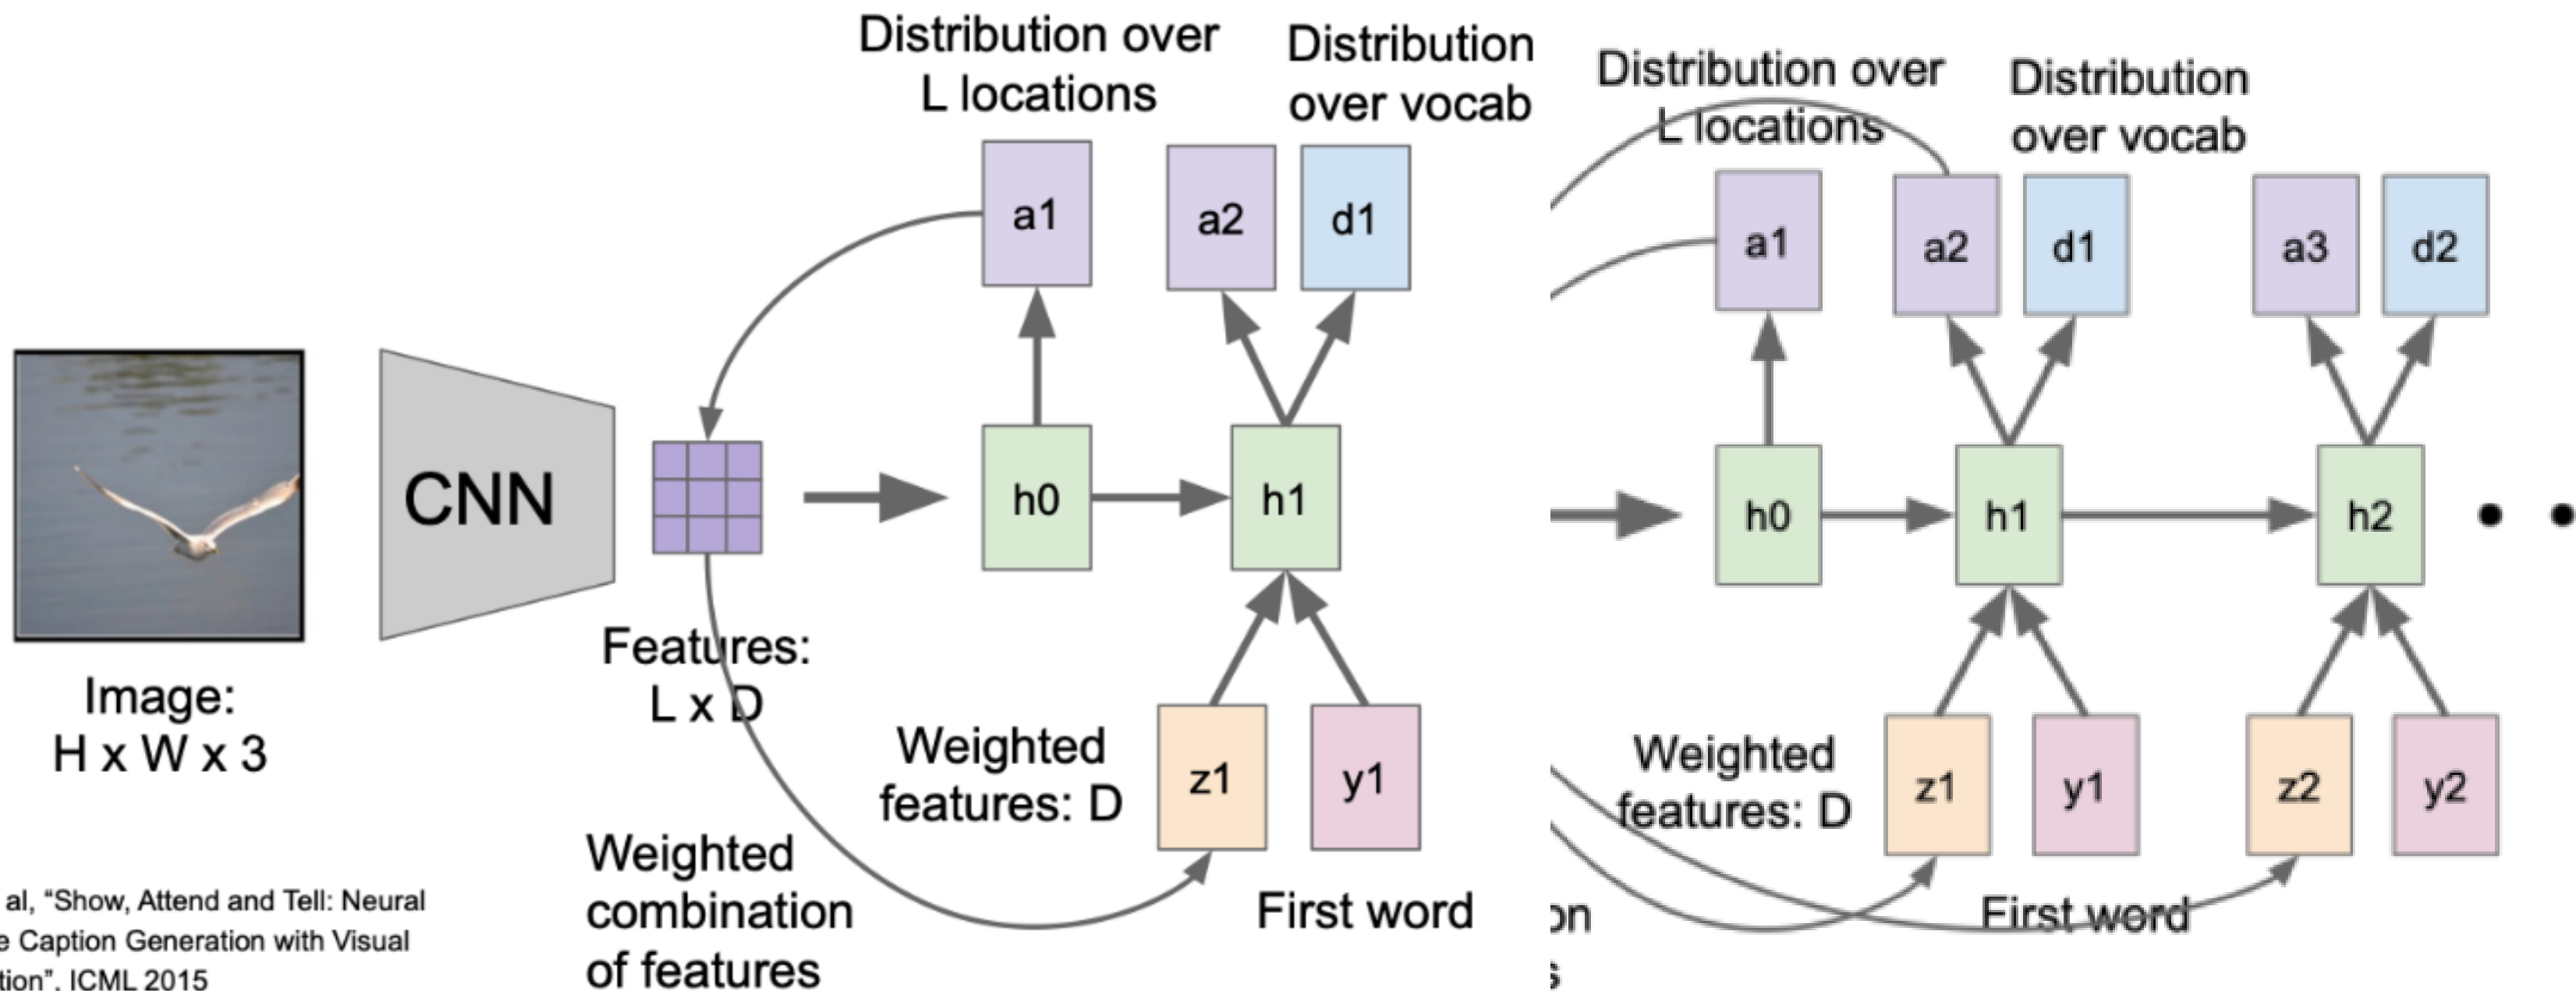 Distribution over
L locations
Distribution
over vocab
a1
a2
d1
CNN
h0
h1
Image:
H x W x 3
Features:
L x D
Weighted
features: D
z1
y1
Weighted
combination
of features
First word
al, “Show, Attend and Tell: Neural
e Caption Generation with Visual
tion”, ICML 2015
Distribution over
L locations
Distribution
over vocab
a1
a2
d1
a3
d2
h0
h1
h2
Weighted
features: D
z1
y1
z2
y2
on
s
First word